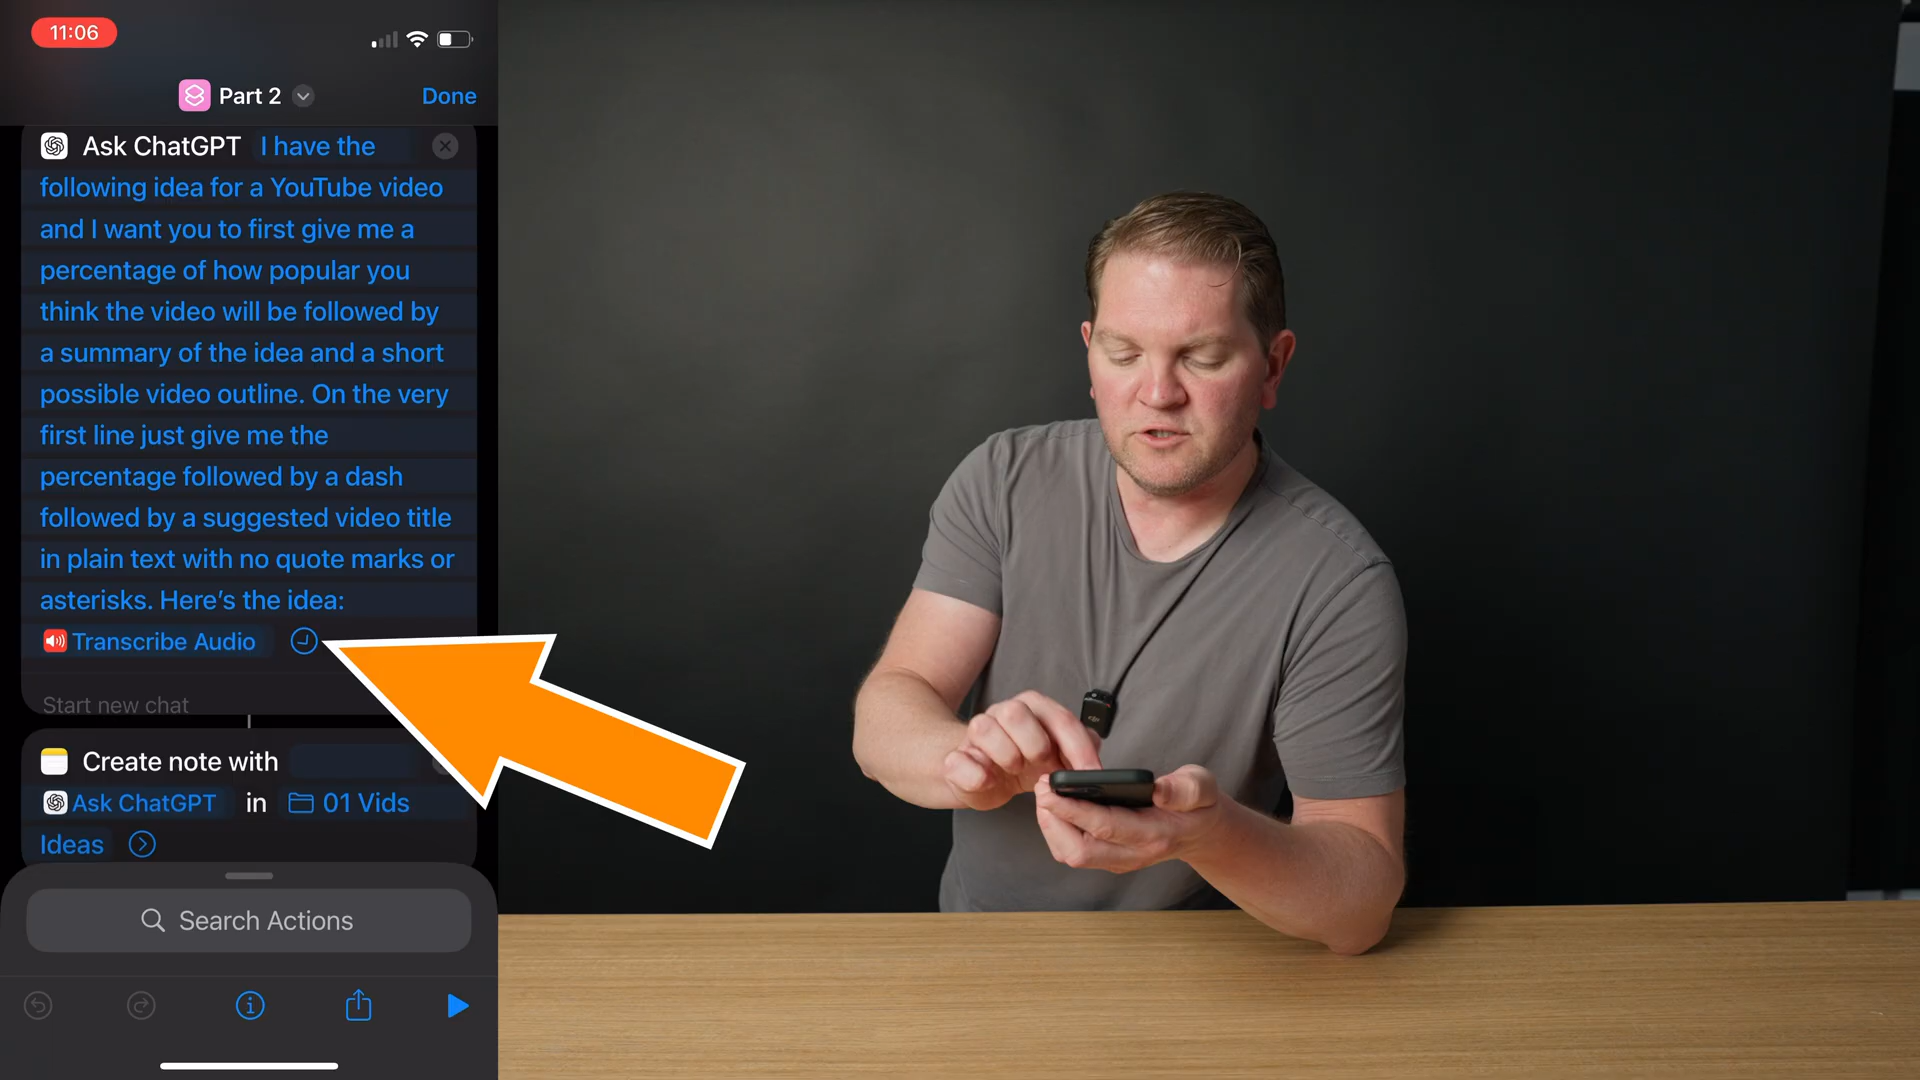 11:06
Part 2
Done
Ask ChatGPT I have the
following idea for a YouTube video
and I want you to first give me a
percentage of how popular you
think the video will be followed by
a summary of the idea and a short
possible video outline. On the very
first line just give me the
percentage followed by a dash
followed by a suggested video title
in plain text with no quote marks or
asterisks. Here’s the idea:
Transcribe Audio
Start new chat
Create note with
Ask ChatGPT in 01 Vids
Ideas
Search Actions